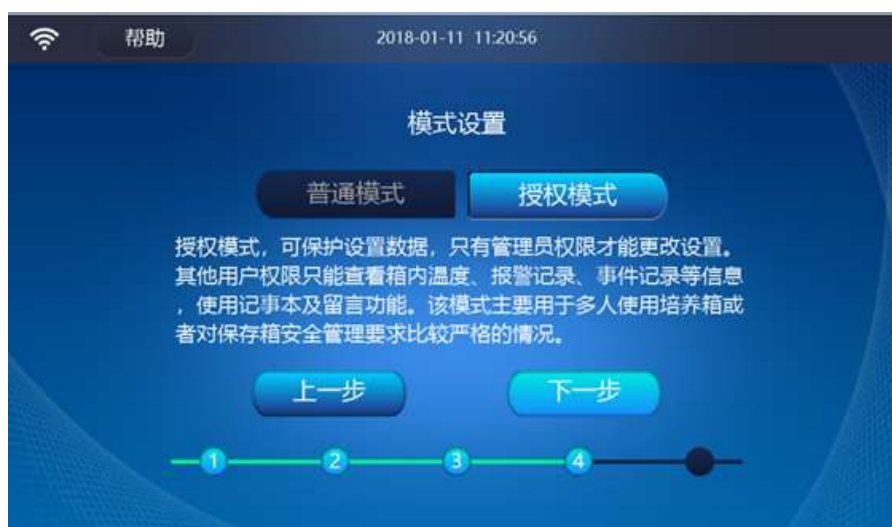 帮助
2018-01-11 11:20:56
模式设置
普通模式
授权模式
授权模式，可保护设置数据，只有管理员权限才能更改设置。
其他用户权限只能查看箱内温度、报警记录、事件记录等信息
，使用记事本及留言功能。该模式主要用于多人使用培养箱或
者对保存箱安全管理要求比较严格的情况。
上一步
下一步
1
2
3
4